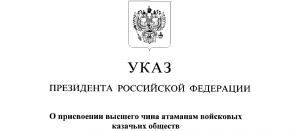 УКАЗ
ПРЕЗИДЕНТА РОССИЙСКОЙ ФЕДЕРАЦИИ
О присвоении высшего чина атаманам войсковых
казачьих обществ